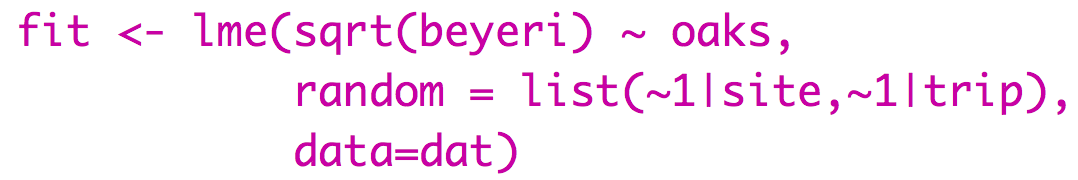 fit <- lme(sqrt(beyeri) ~ oaks,
random = list(~1|site,~1|trip),
data=dat)